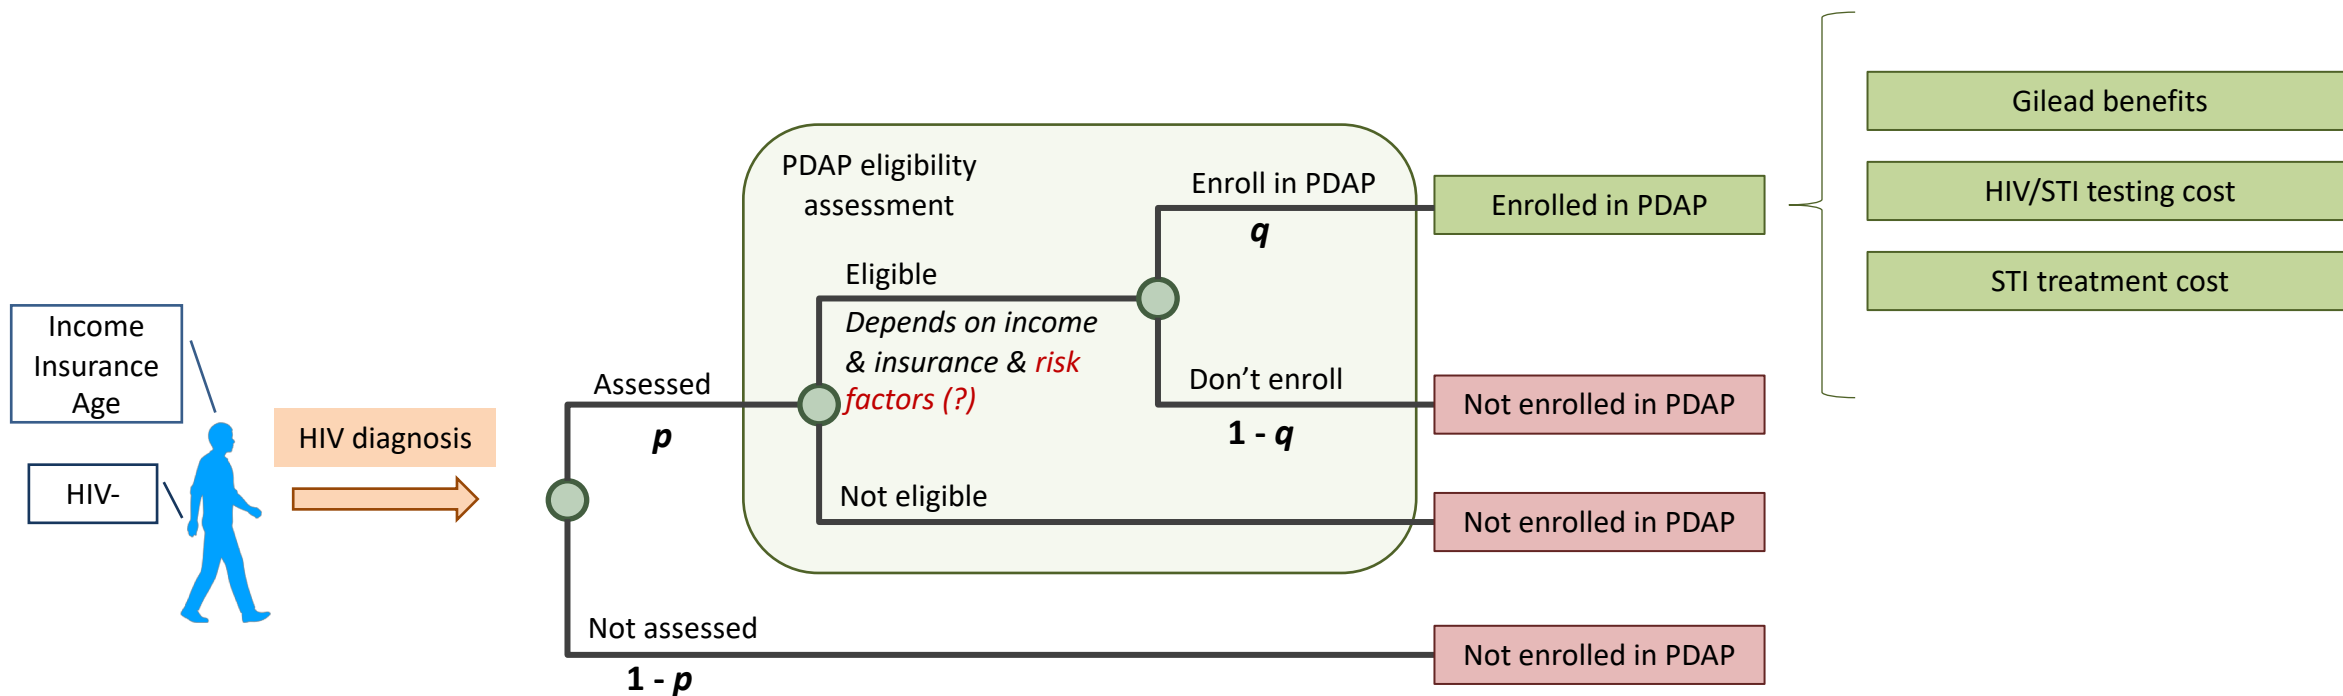 Income
Insurance
Age
HIV-
HIV diagnosis
Assessed
p
Not assessed
1 - p
PDAP eligibility
assessment
Eligible
Depends on income
& insurance & risk
factors (?)
Not eligible
Enroll in PDAP
q
Don’t enroll
1 - q
Enrolled in PDAP
Not enrolled in PDAP
Not enrolled in PDAP
Not enrolled in PDAP
Gilead benefits
HIV/STI testing cost
STI treatment cost